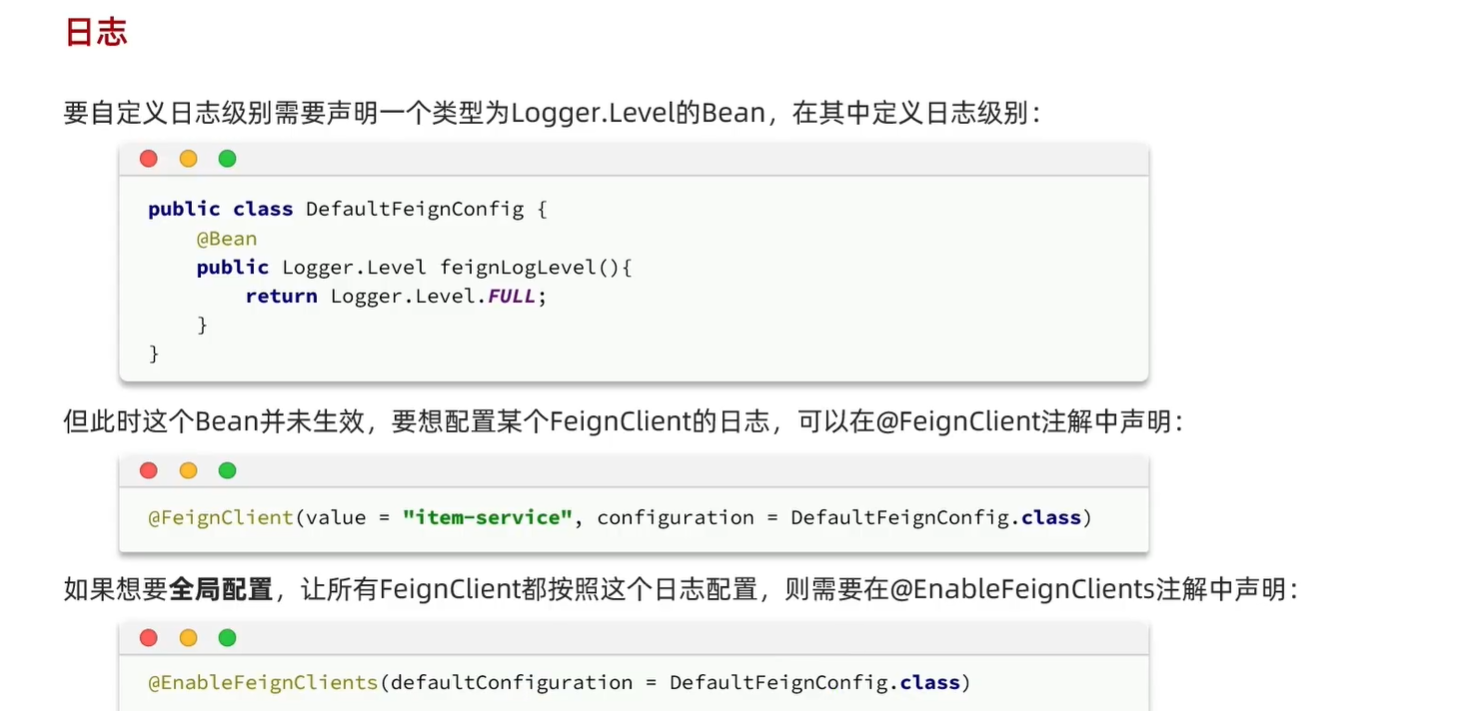 日志
要自定义日志级别需要声明一个类型为Logger.Level的Bean，在其中定义日志级别：
public class DefaultFeignConfig {
    @Bean
    public Logger.Level feignLogLevel(){
        return Logger.Level.FULL;
    }
}
但此时这个Bean并未生效，要想配置某个FeignClient的日志，可以在@FeignClient注解中声明：
@FeignClient(value = "item-service", configuration = DefaultFeignConfig.class)
如果想要全局配置，让所有FeignClient都按照这个日志配置，则需要在@EnableFeignClients注解中声明：
@EnableFeignClients(defaultConfiguration = DefaultFeignConfig.class)